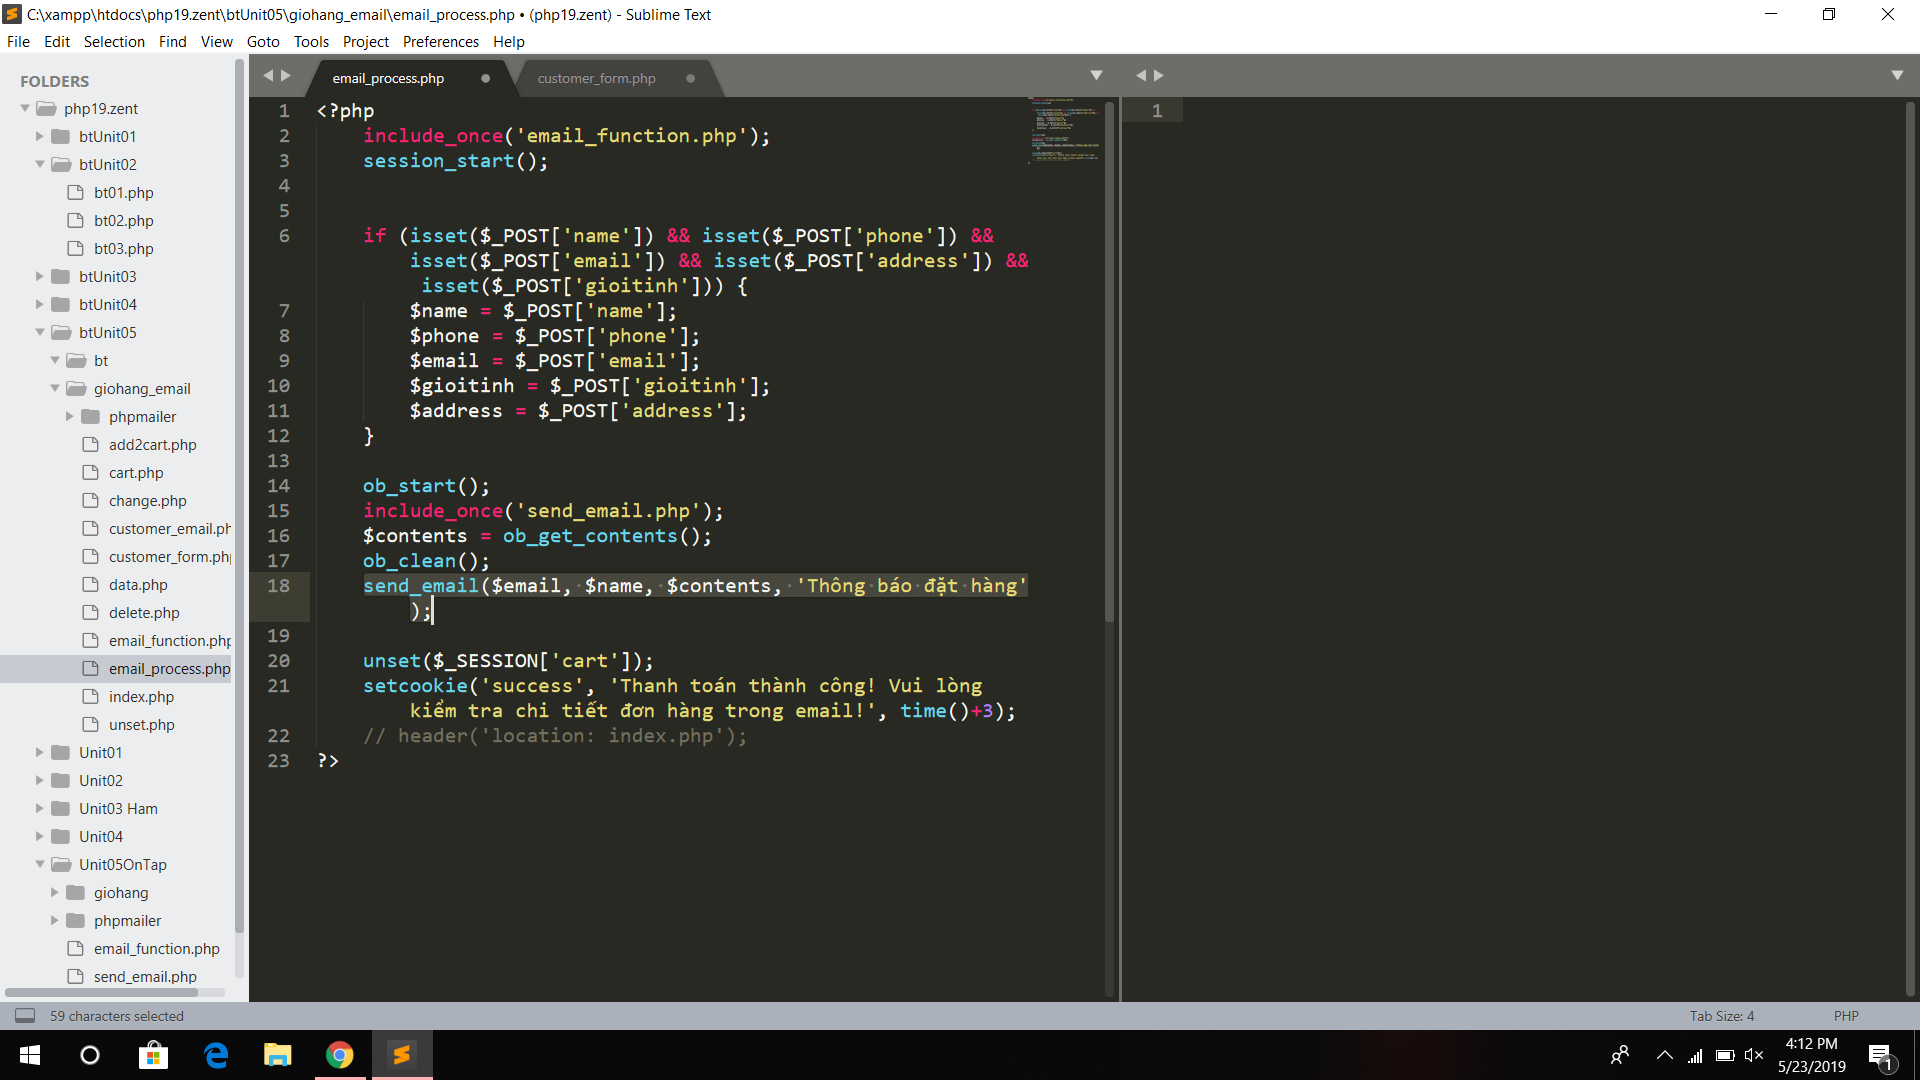 C:\xampp\htdocs\php19.zent\btUnit05\giohang_email\email_process.php • (php19.zent) - Sublime Text
File Edit Selection Find View Goto Tools Project Preferences Help
FOLDERS
php19.zent
btUnit01
btUnit02
bt01.php
bt02.php
bt03.php
btUnit03
btUnit04
btUnit05
bt
giohang_email
phpmailer
add2cart.php
cart.php
change.php
customer_email.ph
customer_form.php
data.php
delete.php
email_function.php
email_process.php
index.php
unset.php
Unit01
Unit02
Unit03 Ham
Unit04
Unit05OnTap
giohang
phpmailer
email_function.php
send_email.php
email_process.php
customer_form.php
1 <?php
2 include_once('email_function.php');
3 session_start();
4
5
6 if (isset($_POST['name']) && isset($_POST['phone']) &&
isset($_POST['email']) && isset($_POST['address']) &&
isset($_POST['gioitinh'])) {
7 $name = $_POST['name'];
8 $phone = $_POST['phone'];
9 $email = $_POST['email'];
10 $gioitinh = $_POST['gioitinh'];
11 $address = $_POST['address'];
12 }
13
14 ob_start();
15 include_once('send_email.php');
16 $contents = ob_get_contents();
17 ob_clean();
18 send_email($email, $name, $contents, 'Thông báo đặt hàng'
);
19
20 unset($_SESSION['cart']);
21 setcookie('success', 'Thanh toán thành công! Vui lòng
kiểm tra chi tiết đơn hàng trong email!', time()+3);
22 // header('location: index.php');
23 ?>
1
59 characters selected
Tab Size: 4
PHP
4:12 PM
5/23/2019
1